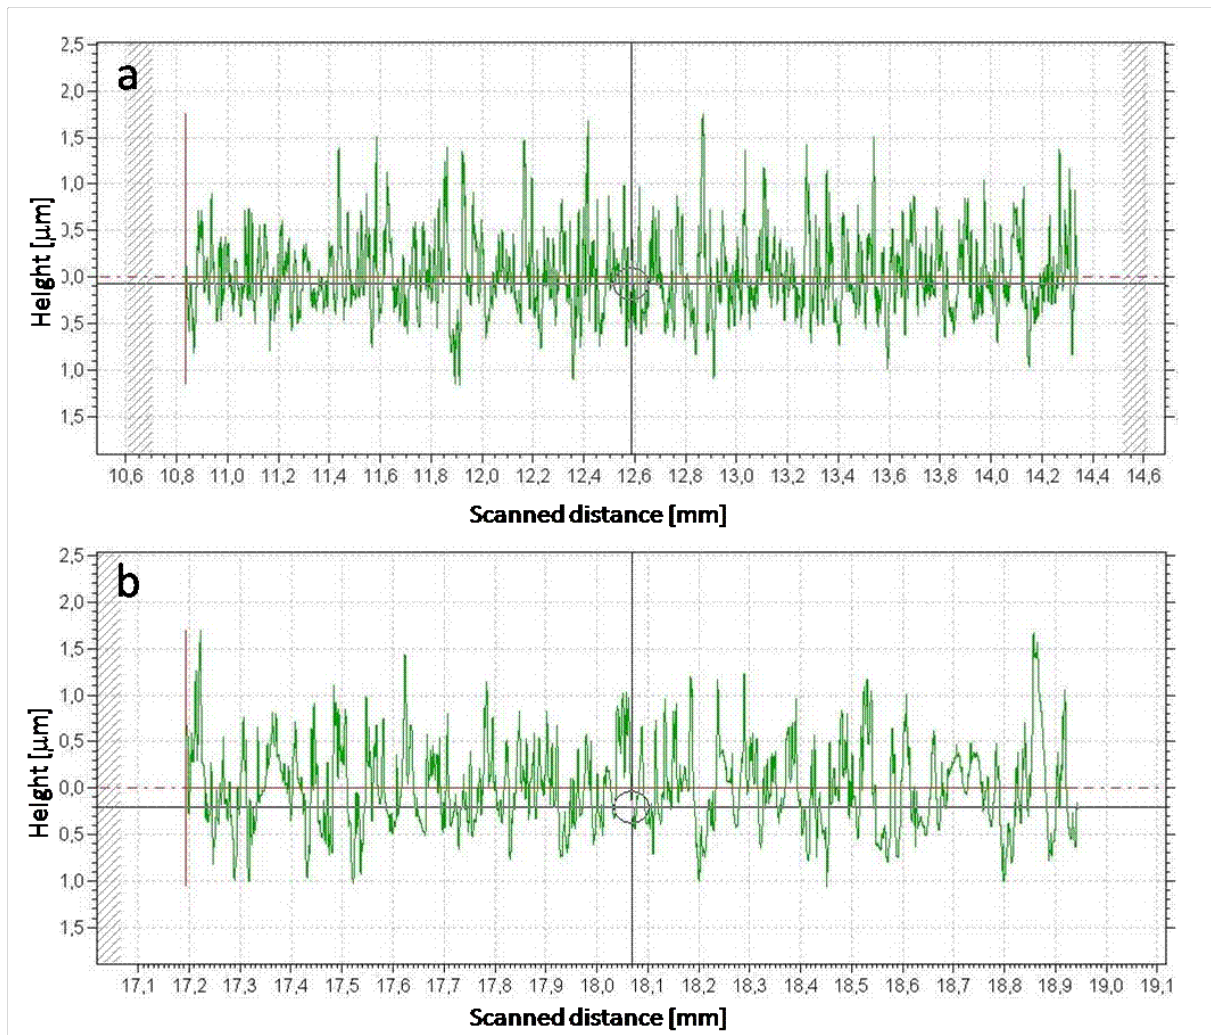 a
2,5
2,0
1,5
1,0
0,5
0,0
0,5
1,0
1,5
Height [μm]
10,6 10,8 11,0 11,2 11,4 11,6 11,8 12,0 12,2 12,4 12,6 12,8 13,0 13,2 13,4 13,6 13,8 14,0 14,2 14,4 14,6
Scanned distance [mm]
b
2,5
2,0
1,5
1,0
0,5
0,0
0,5
1,0
1,5
Height [μm]
17,1 17,2 17,3 17,4 17,5 17,6 17,7 17,8 17,9 18,0 18,1 18,2 18,3 18,4 18,5 18,6 18,7 18,8 18,9 19,0 19,1
Scanned distance [mm]